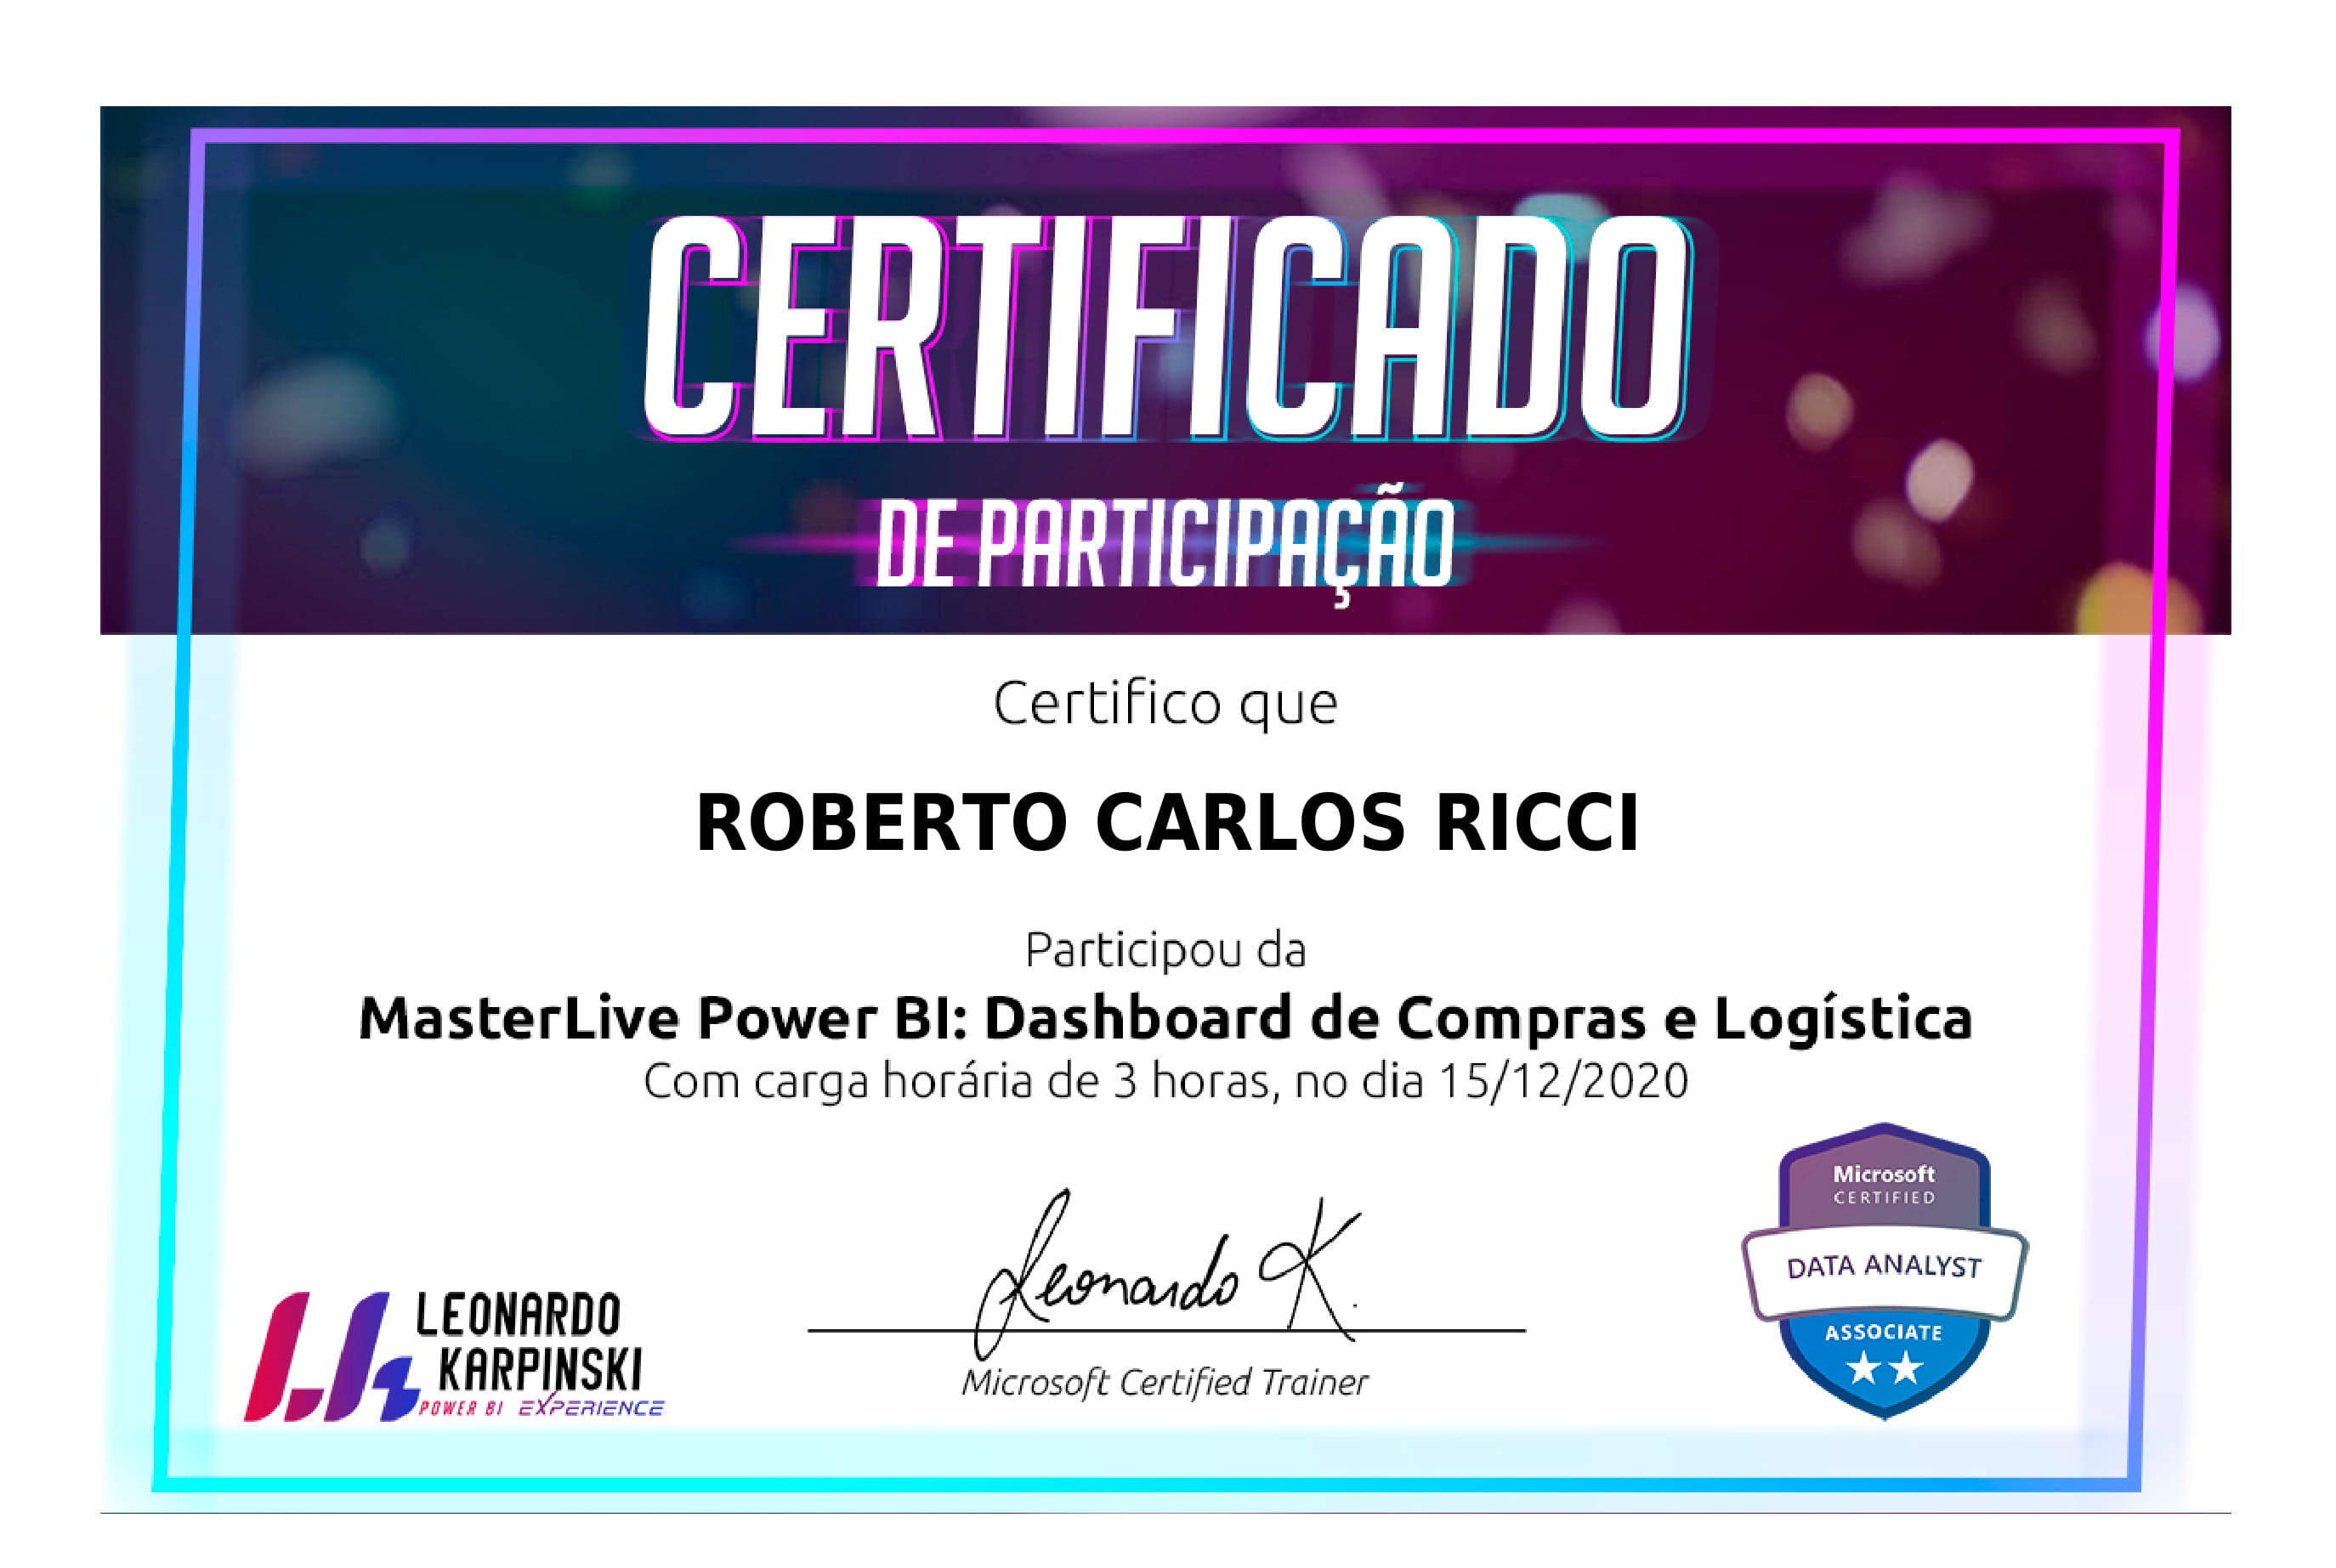 CERTIFICADO
DE PARTICIPAÇÃO
Certifico que
ROBERTO CARLOS RICCI
Participou da
MasterLive Power BI: Dashboard de Compras e Logística
Com carga horária de 3 horas, no dia 15/12/2020
Leonardo K.
Microsoft Certified Trainer
LEONARDO
KARPINSKI
POWER BI EXPERIENCE
Microsoft
CERTIFIED
DATA ANALYST
ASSOCIATE